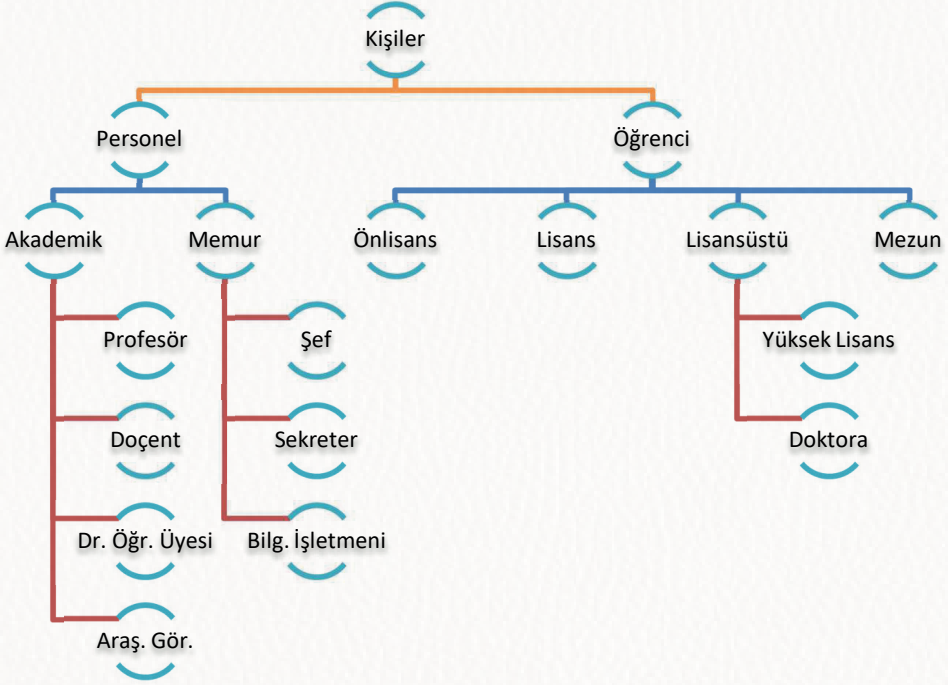 Kişiler
Personel
Öğrenci
Akademik
Memur
Önlisans
Lisans
Lisansüstü
Mezun
Profesör
Şef
Yüksek Lisans
Doçent
Sekreter
Doktora
Dr. Öğr. Üyesi
Bilg. İşletmeni
Araş. Gör.